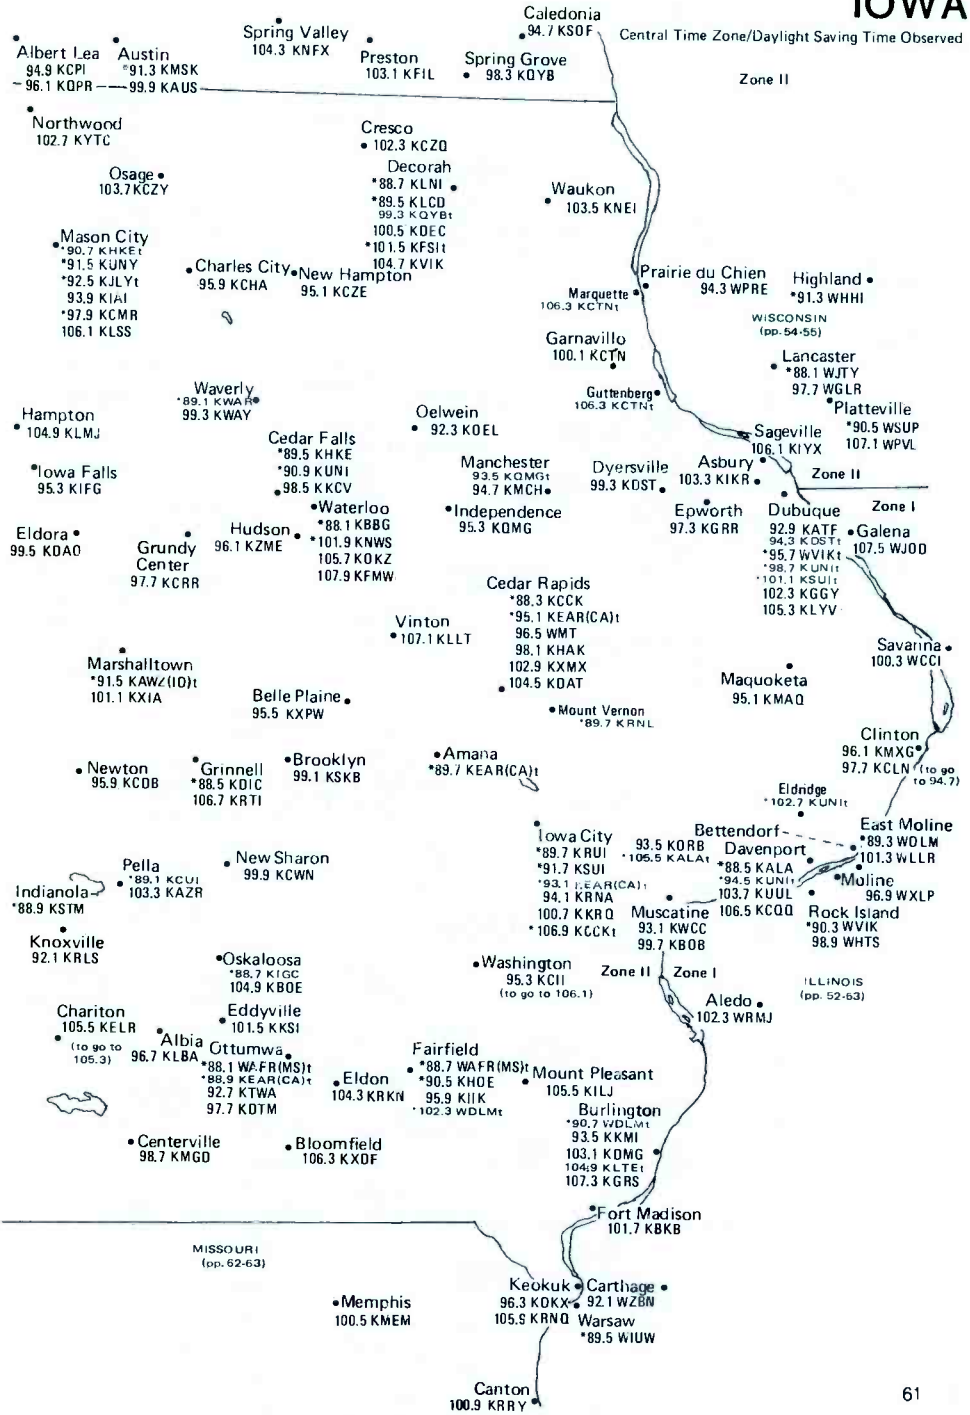 IOWA
Central Time Zone/Daylight Saving Time Observed
Caledonia
94.7 KSOF
Spring Valley
104.3 KNFX
Albert Lea
94.9 KCPI
96.1 KQPR
Austin
*91.3 KMSK
99.9 KAUS
Preston
103.1 KFIL
Spring Grove
98.3 KQYB
Zone II
Northwood
102.7 KYTC
Cresco
102.3 KCZQ
Osage
103.7 KCZY
Decorah
*88.7 KLNI
*89.5 KLCD
99.3 KQYBt
100.5 KDEC
*101.5 KFSIt
104.7 KVIK
Waukon
103.5 KNEI
Mason City
*90.7 KHKEt
*91.5 KUNY
*92.5 KJLYt
93.9 KIAI
*97.9 KCMR
106.1 KLSS
Charles City
95.9 KCHA
New Hampton
95.1 KCZE
Prairie du Chien
94.3 WPRE
Highland
*91.3 WHHI
Marquette
106.3 KCTNt
WISCONSIN
(pp. 54-55)
Garnavillo
100.1 KCTN
Lancaster
*88.1 WJTY
97.7 WGLR
Waverly
*89.1 KWAR
99.3 KWAY
Guttenberg
106.3 KCTNt
Platteville
*90.5 WSUP
107.1 WPVL
Hampton
104.9 KLMJ
Oelwein
92.3 KOEL
Cedar Falls
*89.5 KHKE
*90.9 KUNI
98.5 KKCV
Sageville
106.1 KIYX
Iowa Falls
95.3 KIFG
Manchester
93.5 KQMGt
94.7 KMCH
Dyersville
99.3 KDST
Asbury
103.3 KIKR
Zone II
Zone I
Waterloo
*88.1 KBBG
*101.9 KNWS
105.7 KOKZ
107.9 KFMW
Independence
95.3 KQMG
Epworth
97.3 KGRR
Dubuque
92.9 KATF
94.3 KDSTt
*95.7 WVIKt
*98.7 KUNIt
*101.1 KSUIt
102.3 KGGY
105.3 KLYV
Galena
107.5 WJOD
Eldora
99.5 KDAO
Grundy
Center
97.7 KCRR
Hudson
96.1 KZME
Cedar Rapids
*88.3 KCCK
*95.1 KEAR(CA)t
96.5 WMT
98.1 KHAK
102.9 KXMX
104.5 KDAT
Vinton
107.1 KLLT
Savanna
100.3 WCCI
Marshalltown
*91.5 KAWZ(ID)t
101.1 KXIA
Belle Plaine
95.5 KXPW
Maquoketa
95.1 KMAQ
Mount Vernon
*89.7 KRNL
Clinton
96.1 KMXG
97.7 KCLN (to go
to 94.7)
Newton
95.9 KCOB
Grinnell
*88.5 KDIC
106.7 KRTI
Brooklyn
99.1 KSKB
Amana
*89.7 KEAR(CA)t
Eldridge
*102.7 KUNIt
Iowa City
*89.7 KRUI
*91.7 KSUI
*93.1 KEAR(CA)t
94.1 KRNA
100.7 KKRQ
*106.9 KCCKt
Bettendorf
93.5 KORB
*105.5 KALAt
Davenport
*88.5 KALA
*94.5 KUNIt
103.7 KUUL
106.5 KCQQ
East Moline
*89.3 WDLM
101.3 WLLR
Moline
96.9 WXLP
Pella
*89.1 KCUI
103.3 KAZR
New Sharon
99.9 KCWN
Indianola
*88.9 KSTM
Muscatine
93.1 KWCC
99.7 KBOB
Rock Island
*90.3 WVIK
98.9 WHTS
Knoxville
92.1 KRLS
Oskaloosa
*88.7 KIGC
104.9 KBOE
Washington
95.3 KCII
(to go to 106.1)
Zone II
Zone I
ILLINOIS
(pp. 52-53)
Aledo
102.3 WRMJ
Chariton
105.5 KELR
(to go to
105.3)
Albia
96.7 KLBA
Eddyville
101.5 KKSI
Ottumwa
*88.1 WAFR(MS)t
*88.9 KEAR(CA)t
92.7 KTWA
97.7 KOTM
Eldon
104.3 KRKN
Fairfield
*88.7 WAFR(MS)t
*90.5 KHOE
95.9 KIIK
*102.3 WDLMt
Mount Pleasant
105.5 KILJ
Burlington
*90.7 WDLMt
93.5 KKMI
103.1 KDMG
104.9 KLTEt
107.3 KGRS
Centerville
98.7 KMGO
Bloomfield
106.3 KXOF
Fort Madison
101.7 KBKB
MISSOURI
(pp. 62-63)
Keokuk
96.3 KOKX
105.9 KRNQ
Carthage
92.1 WZBN
Warsaw
*89.5 WIUW
Memphis
100.5 KMEM
Canton
100.9 KRRY
61